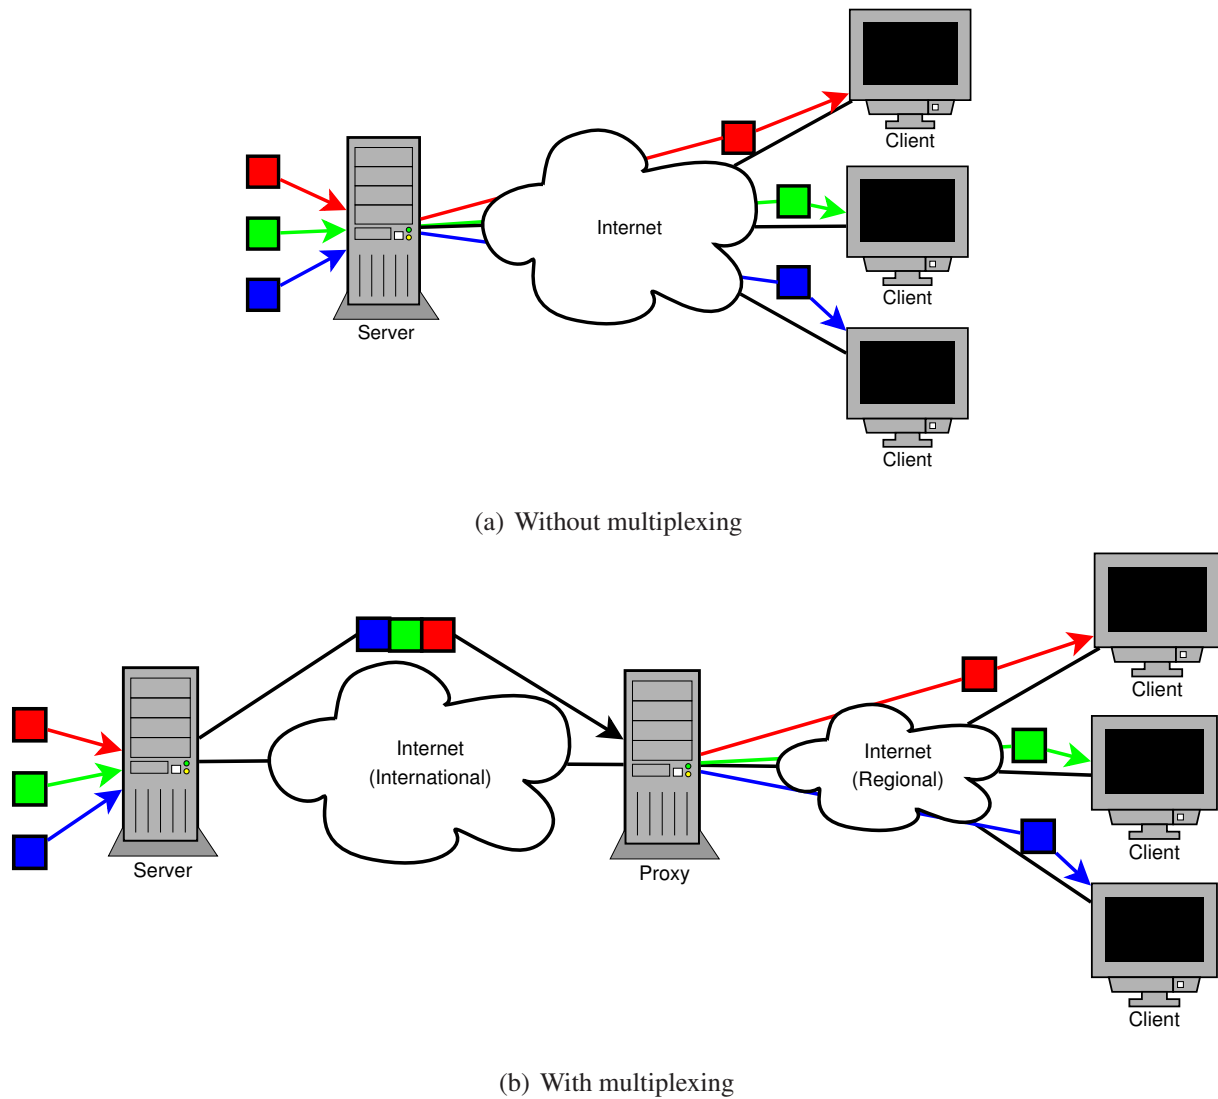 Client
Internet
Client
Server
Client
(a) Without multiplexing
Client
Internet
(International)
Internet
(Regional)
Server
Proxy
Client
Client
(b) With multiplexing